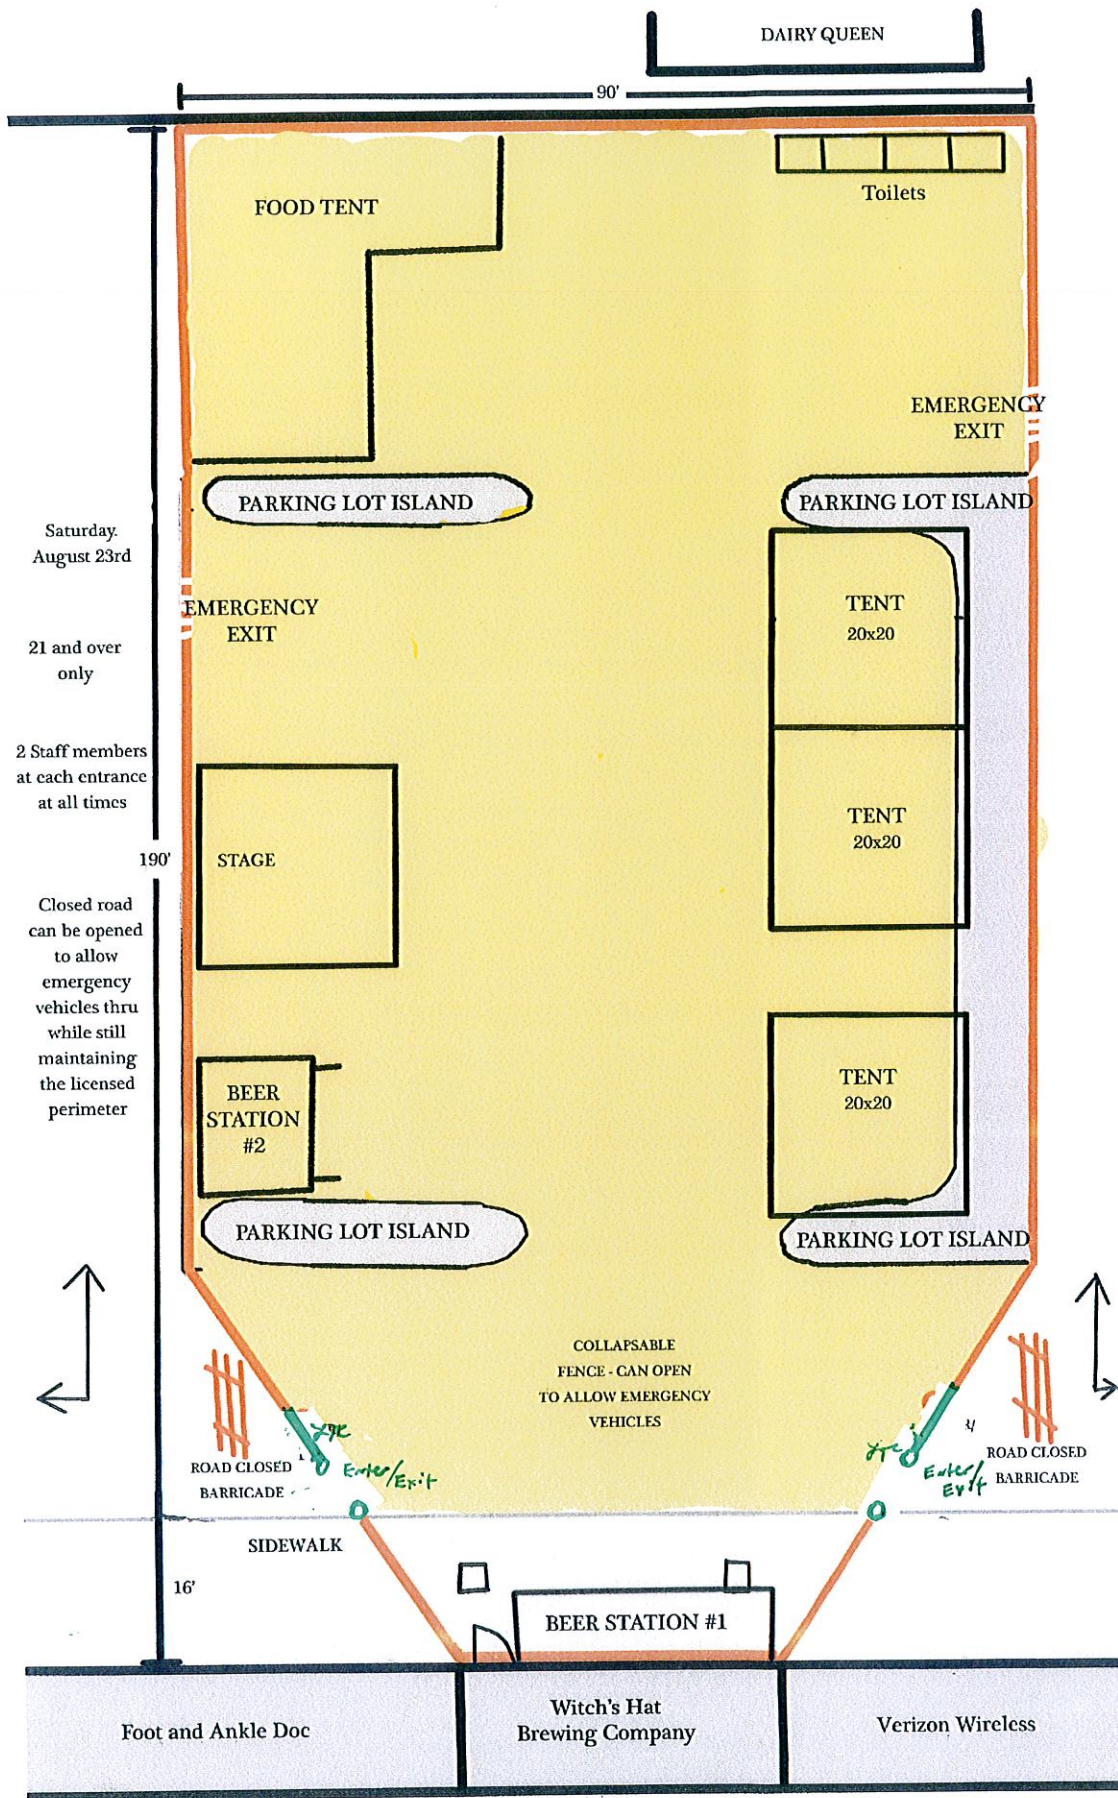 DAIRY QUEEN
90'
FOOD TENT
Toilets
EMERGENCY
EXIT
PARKING LOT ISLAND
PARKING LOT ISLAND
Saturday.
August 23rd
EMERGENCY
EXIT
TENT
20x20
21 and over
only
2 Staff members
at each entrance
at all times
TENT
20x20
190'
STAGE
Closed road
can be opened
to allow
emergency
vehicles thru
while still
maintaining
the licensed
perimeter
BEER
STATION
#2
TENT
20x20
PARKING LOT ISLAND
PARKING LOT ISLAND
COLLAPSABLE
FENCE - CAN OPEN
TO ALLOW EMERGENCY
VEHICLES
ROAD CLOSED
BARRICADE
Enter/Exit
Enter/
Exit
ROAD CLOSED
BARRICADE
SIDEWALK
16'
BEER STATION #1
Foot and Ankle Doc
Witch's Hat
Brewing Company
Verizon Wireless